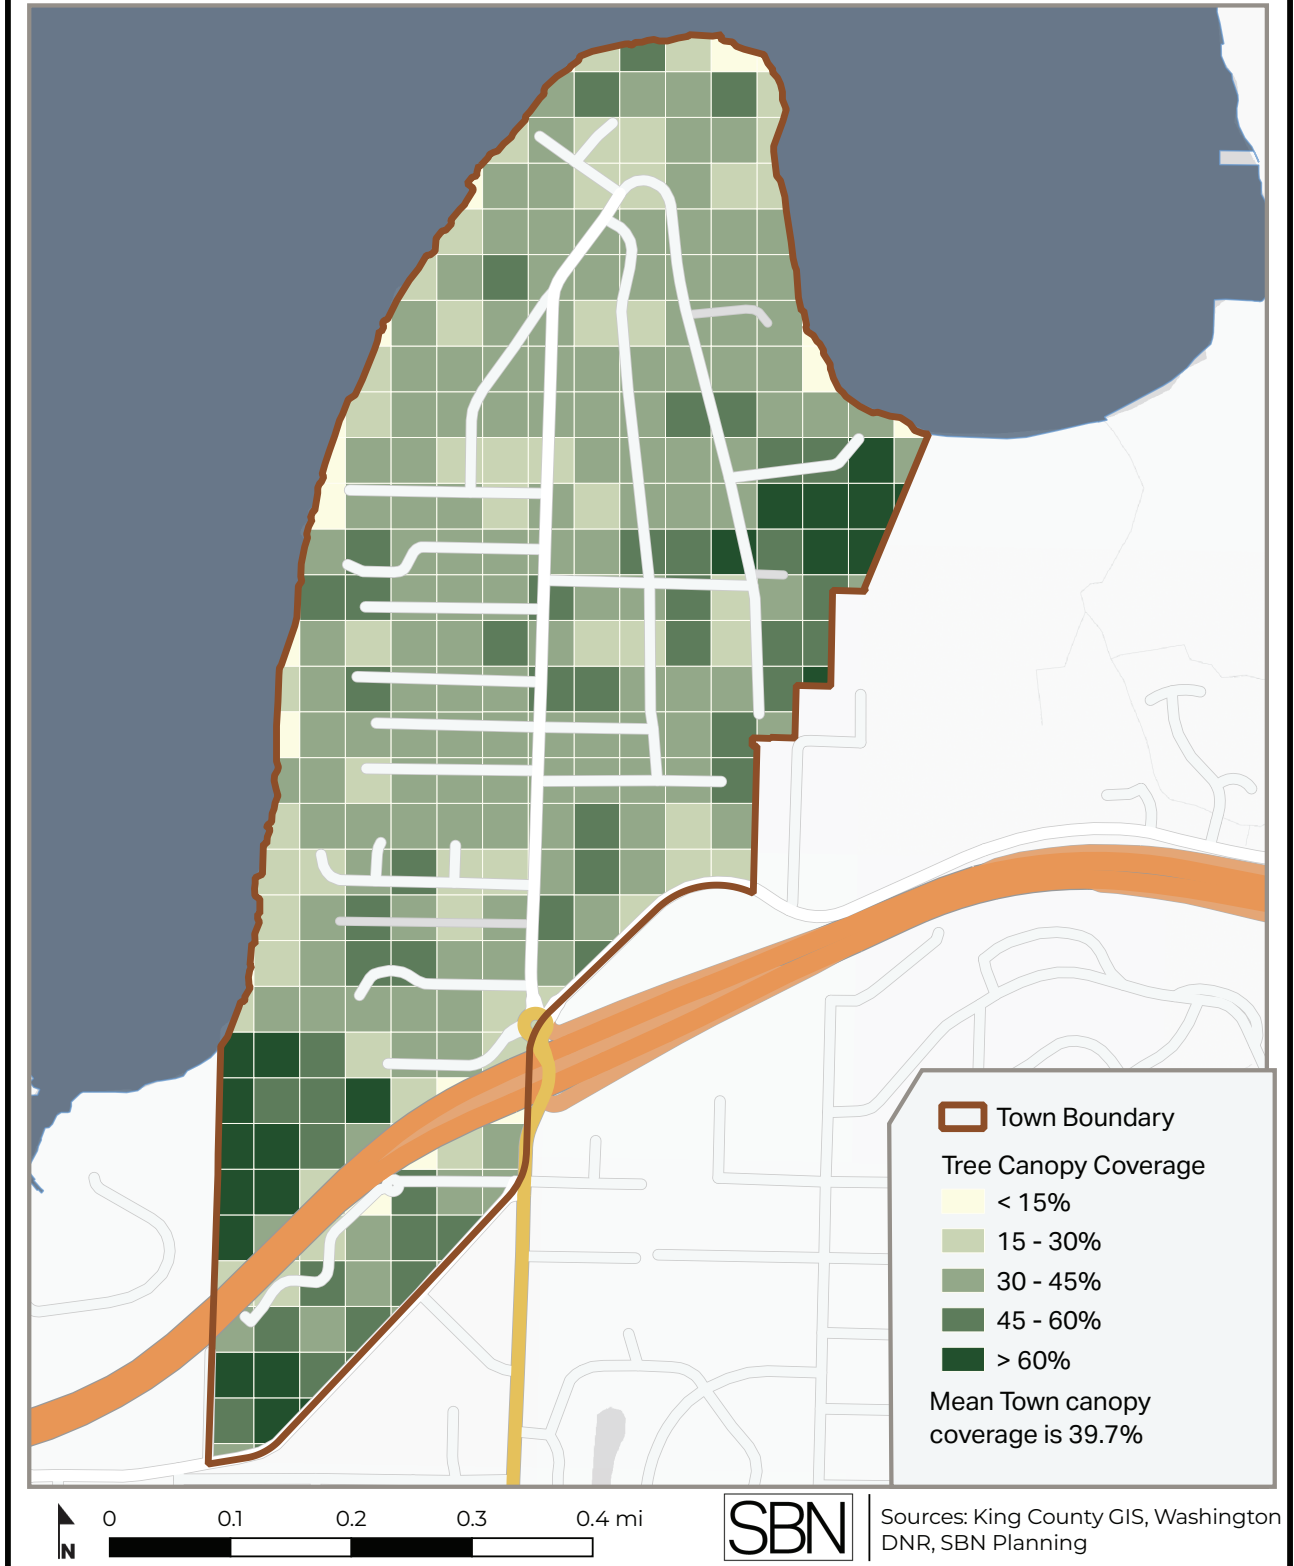 Town Boundary
Tree Canopy Coverage
< 15%
15 - 30%
30 - 45%
45 - 60%
> 60%
Mean Town canopy
coverage is 39.7%
N
0 0.1 0.2 0.3 0.4 mi
SBN
Sources: King County GIS, Washington
DNR, SBN Planning